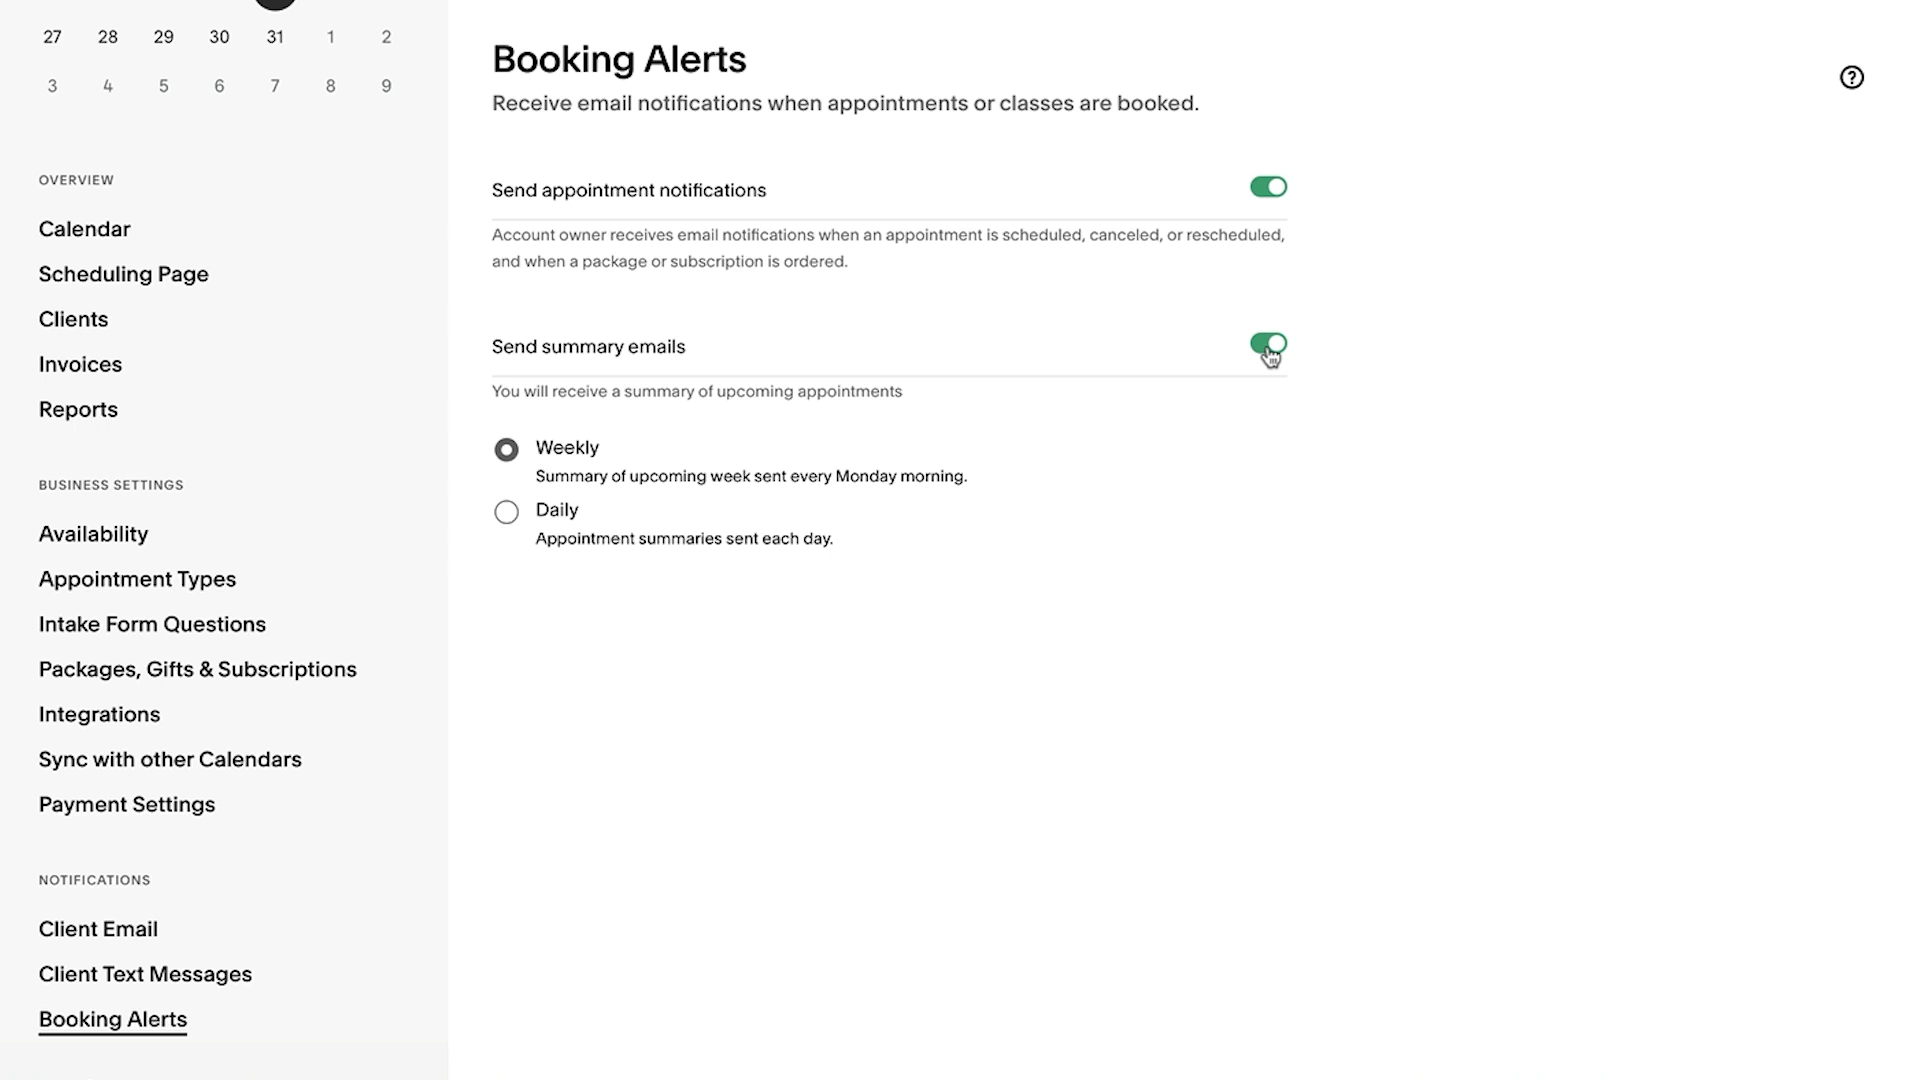 27 28 29 30 31 1 2
3 4 5 6 7 8 9
OVERVIEW
Calendar
Scheduling Page
Clients
Invoices
Reports
BUSINESS SETTINGS
Availability
Appointment Types
Intake Form Questions
Packages, Gifts & Subscriptions
Integrations
Sync with other Calendars
Payment Settings
NOTIFICATIONS
Client Email
Client Text Messages
Booking Alerts
Booking Alerts
?
Receive email notifications when appointments or classes are booked.
Send appointment notifications
Account owner receives email notifications when an appointment is scheduled, canceled, or rescheduled,
and when a package or subscription is ordered.
Send summary emails
You will receive a summary of upcoming appointments
Weekly
Summary of upcoming week sent every Monday morning.
Daily
Appointment summaries sent each day.